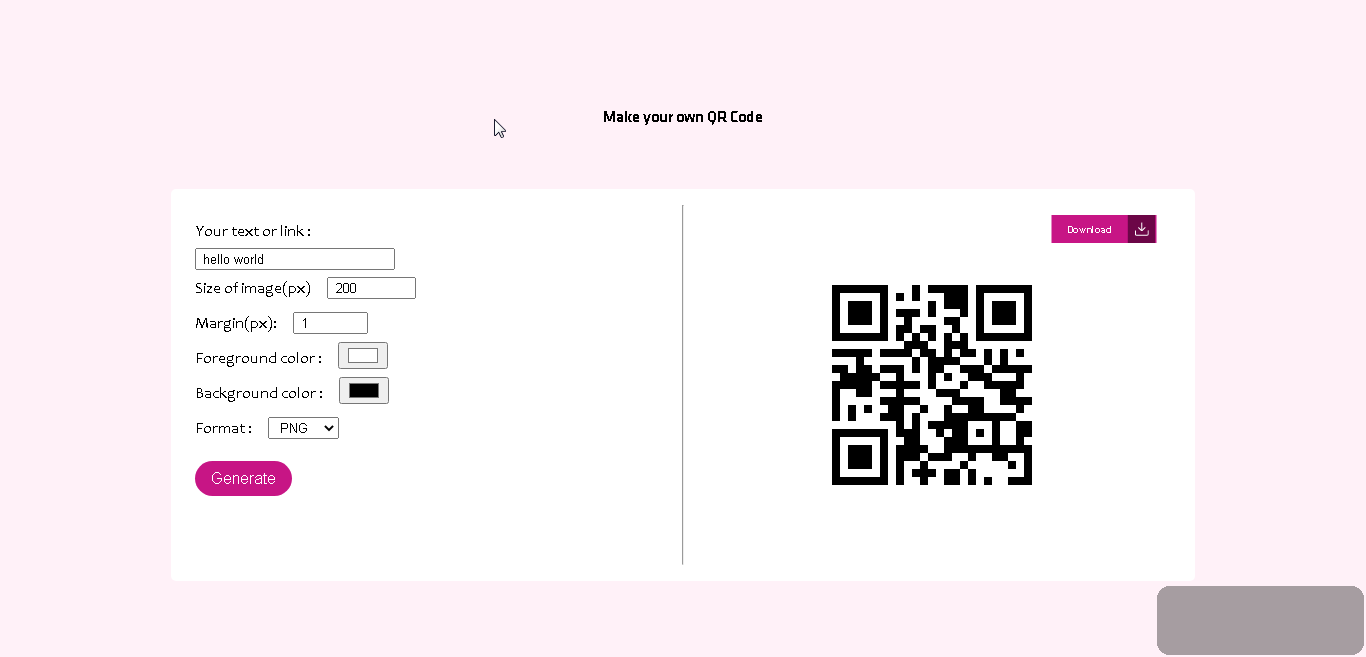 Make your own QR Code
Your text or link :
hello world
Size of image(px) 200
Margin(px): 1
Foreground color :
Background color :
Format : PNG
Generate
Download